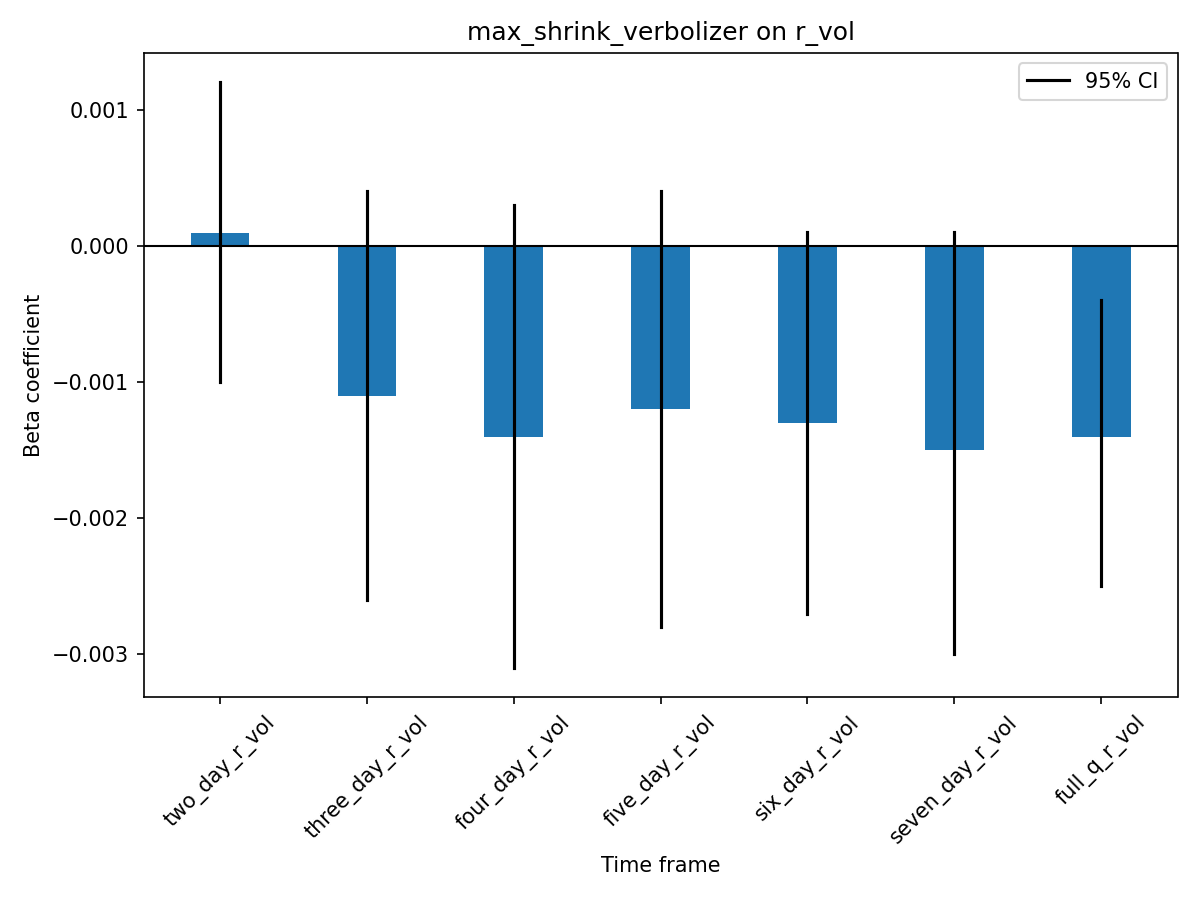 max_shrink_verbolizer on r_vol
95% CI
0.001
0.000
−0.001
−0.002
−0.003
Beta coefficient
two_day_r_vol
three_day_r_vol
four_day_r_vol
five_day_r_vol
six_day_r_vol
seven_day_r_vol
full_q_r_vol
Time frame